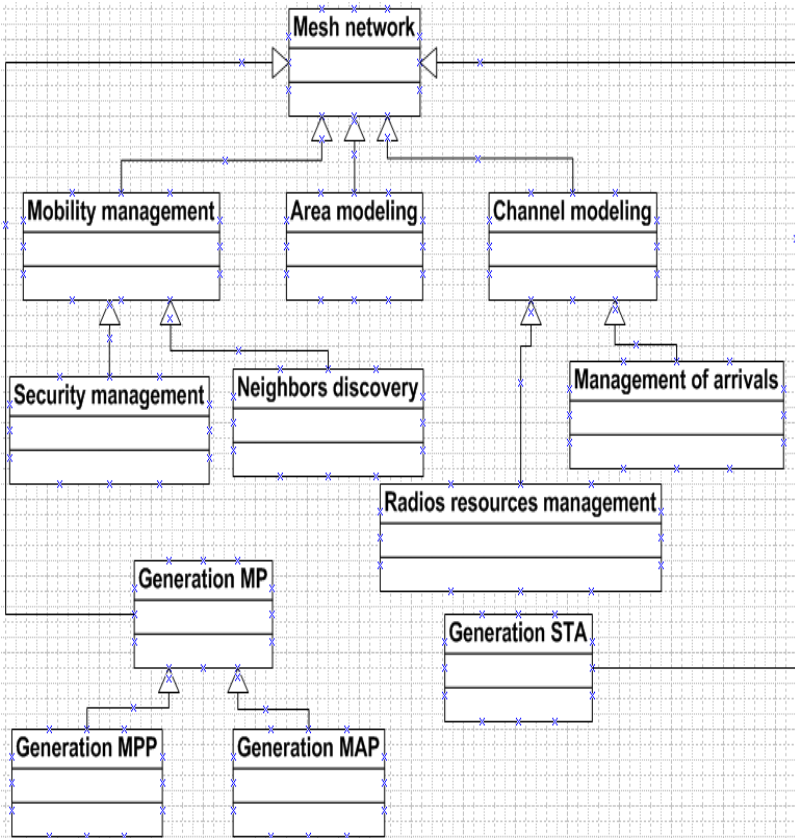 Mesh network
Mobility management
Area modeling
Channel modeling
Security management
Neighbors discovery
Management of arrivals
Radios resources management
Generation MP
Generation STA
Generation MPP
Generation MAP